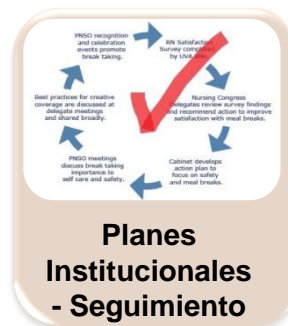 PNSO recognition
and celebration
events promote
break taking.
RN Satisfaction
Survey completed
by UVA
Nursing Congress
Delegates review survey findings
and recommend action to improve
satisfaction with meal breaks.
Cabinet develops
action plan to
focus on safety
and meal breaks.
PNSO meetings
discuss break taking
importance to
self care and safety.
Best practices for creative
coverage are discussed at
delegate meetings
and shared broadly.
Planes
Institucionales
- Seguimiento